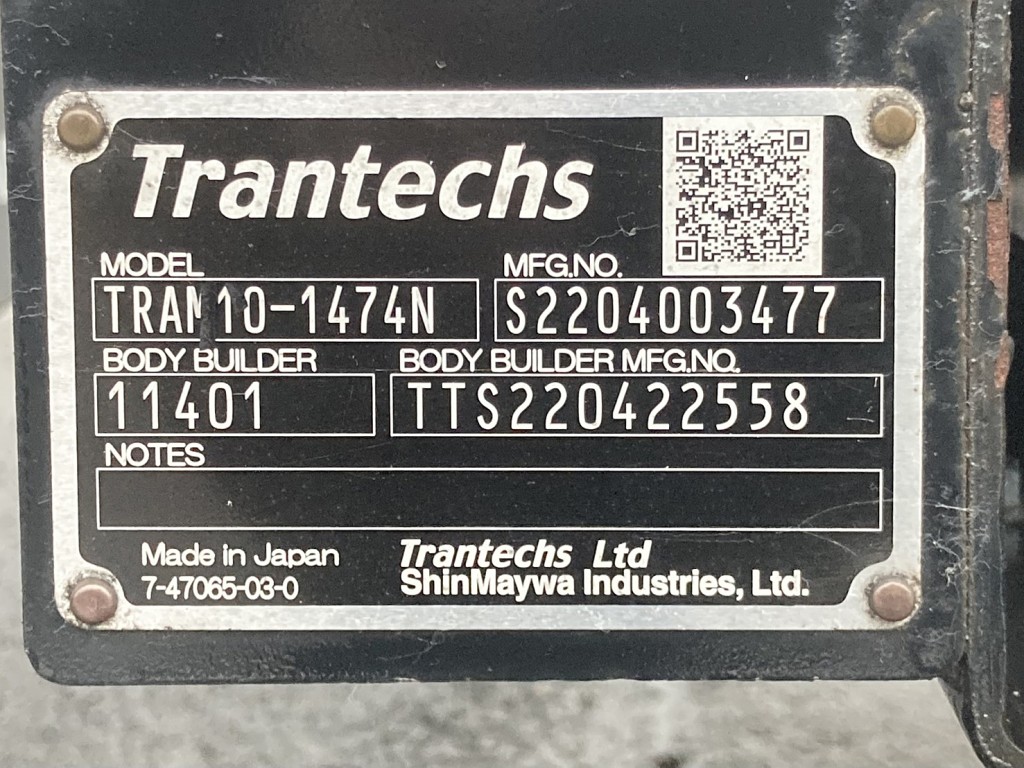 Trantechs
MODEL MFG.NO.
TRAM10-1474N S2204003477
BODY BUILDER BODY BUILDER MFG.NO.
11401 TTS220422558
NOTES
Made in Japan Trantechs Ltd
7-47065-03-0 ShinMaywa Industries, Ltd.